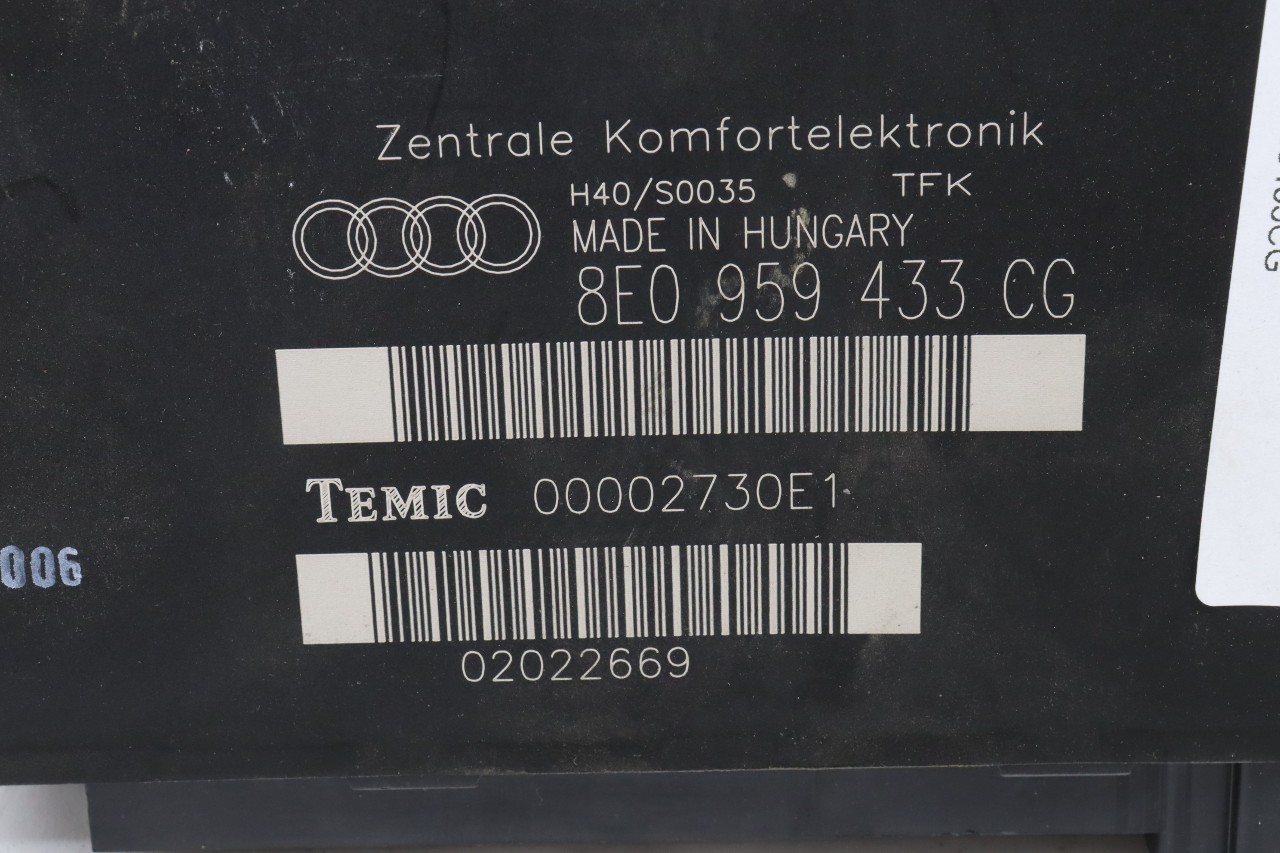 Zentrale Komfortelektronik
H40/S0035 TFK
MADE IN HUNGARY
8E0 959 433 CG
TEMIC 00002730E1
006
02022669